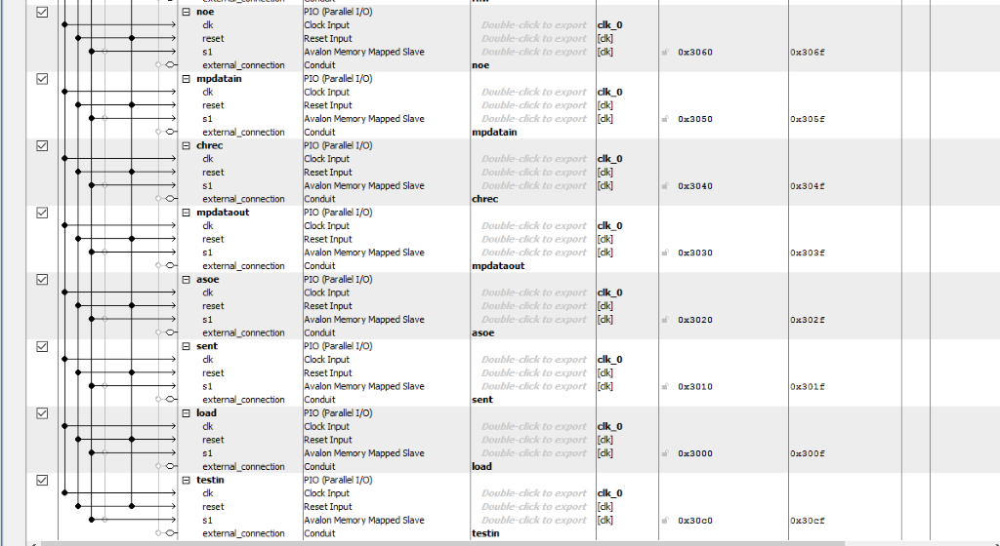 noe PIO (Parallel I/O)
clk Clock Input Double-click to export clk_0
reset Reset Input Double-click to export [clk]
s1 Avalon Memory Mapped Slave Double-click to export [clk] 0x3060 0x306f
external_connection Conduit noe
mpdatain PIO (Parallel I/O)
clk Clock Input Double-click to export clk_0
reset Reset Input Double-click to export [clk]
s1 Avalon Memory Mapped Slave Double-click to export [clk] 0x3050 0x305f
external_connection Conduit mpdatain
chrec PIO (Parallel I/O)
clk Clock Input Double-click to export clk_0
reset Reset Input Double-click to export [clk]
s1 Avalon Memory Mapped Slave Double-click to export [clk] 0x3040 0x304f
external_connection Conduit chrec
mpdataout PIO (Parallel I/O)
clk Clock Input Double-click to export clk_0
reset Reset Input Double-click to export [clk]
s1 Avalon Memory Mapped Slave Double-click to export [clk] 0x3030 0x303f
external_connection Conduit mpdataout
asoe PIO (Parallel I/O)
clk Clock Input Double-click to export clk_0
reset Reset Input Double-click to export [clk]
s1 Avalon Memory Mapped Slave Double-click to export [clk] 0x3020 0x302f
external_connection Conduit asoe
sent PIO (Parallel I/O)
clk Clock Input Double-click to export clk_0
reset Reset Input Double-click to export [clk]
s1 Avalon Memory Mapped Slave Double-click to export [clk] 0x3010 0x301f
external_connection Conduit sent
load PIO (Parallel I/O)
clk Clock Input Double-click to export clk_0
reset Reset Input Double-click to export [clk]
s1 Avalon Memory Mapped Slave Double-click to export [clk] 0x3000 0x300f
external_connection Conduit load
testin PIO (Parallel I/O)
clk Clock Input Double-click to export clk_0
reset Reset Input Double-click to export [clk]
s1 Avalon Memory Mapped Slave Double-click to export [clk] 0x30c0 0x30cf
external_connection Conduit testin